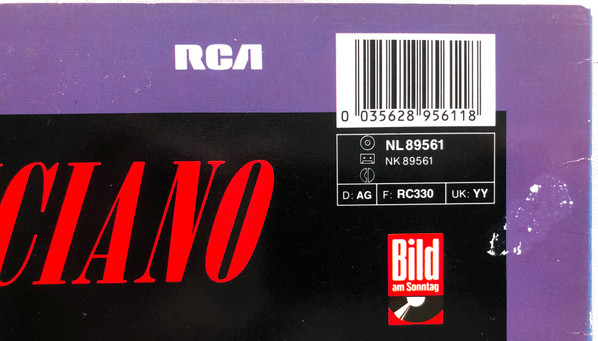 RCA
0 035628 956118
NL 89561
NK 89561
D: AG F: RC330 UK: YY
CIANO
Bild
am Sonntag